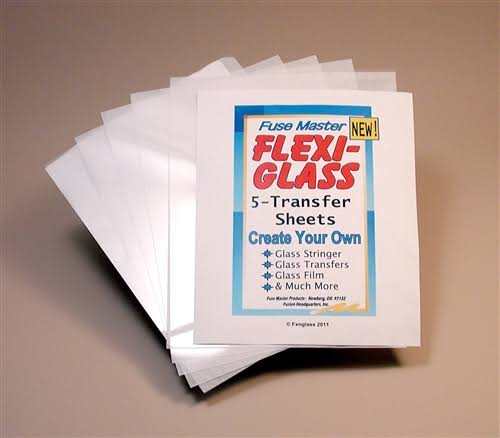 Fuse Master
NEW!
FLEXI-
GLASS
5-Transfer
Sheets
Create Your Own
Glass Stringer
Glass Transfers
Glass Film
& Much More
Fuse Master Products - Newberg, OR. 97132
Fusion Headquarters, Inc.
© Fxnglass 2011